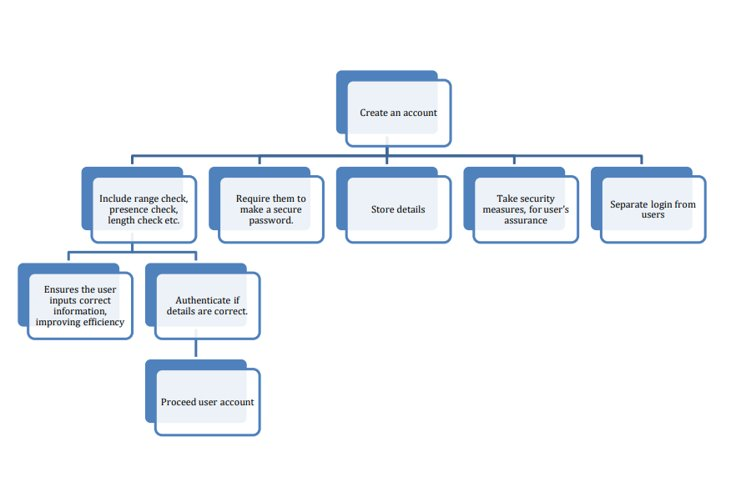 Create an account
Include range check,
presence check,
length check etc.
Require them to
make a secure
password.
Store details
Take security
measures, for user's
assurance
Separate login from
users
Ensures the user
inputs correct
information,
improving efficiency
Authenticate if
details are correct.
Proceed user account